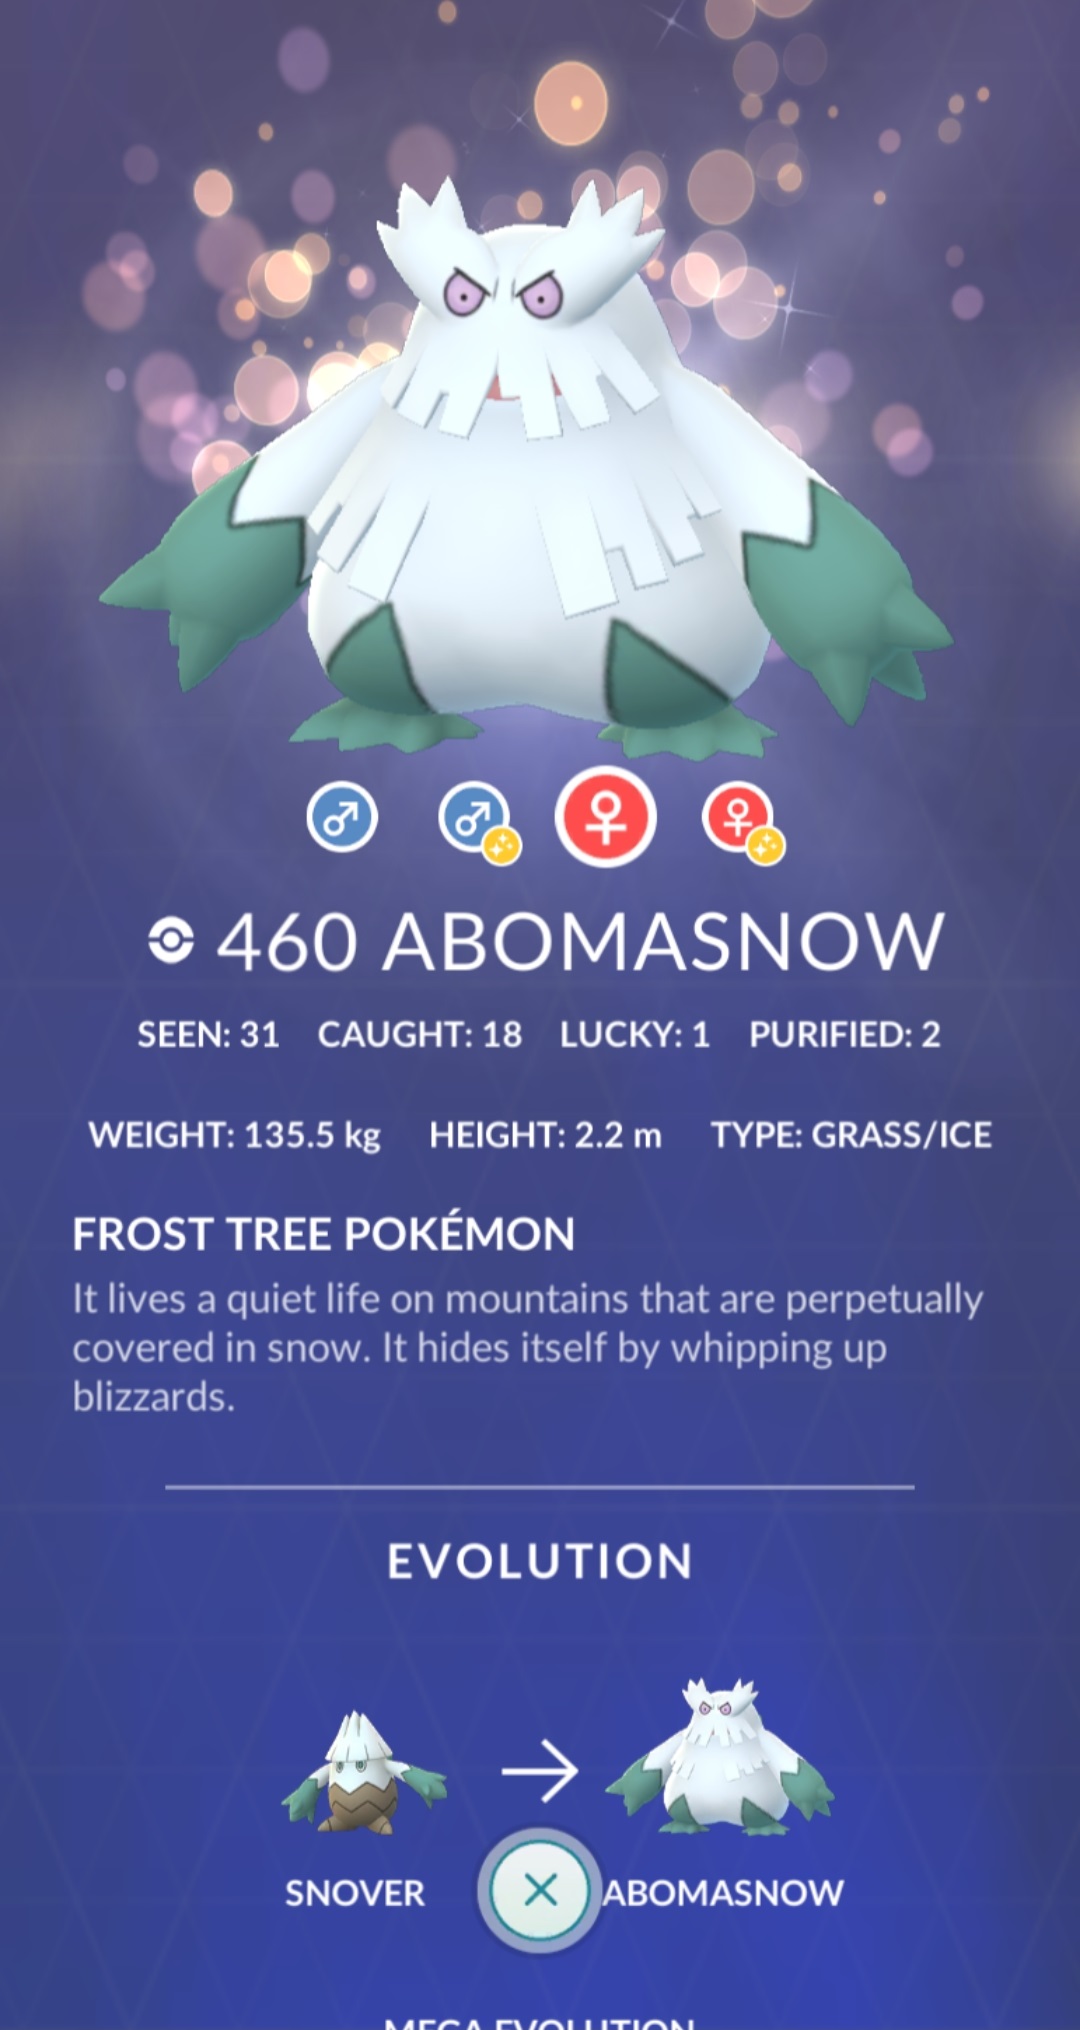 460 ABOMASNOW
SEEN: 31 CAUGHT: 18 LUCKY: 1 PURIFIED: 2
WEIGHT: 135.5 kg HEIGHT: 2.2 m TYPE: GRASS/ICE
FROST TREE POKÉMON
It lives a quiet life on mountains that are perpetually
covered in snow. It hides itself by whipping up
blizzards.
EVOLUTION
SNOVER ABOMASNOW
MEGA EVOLUTION